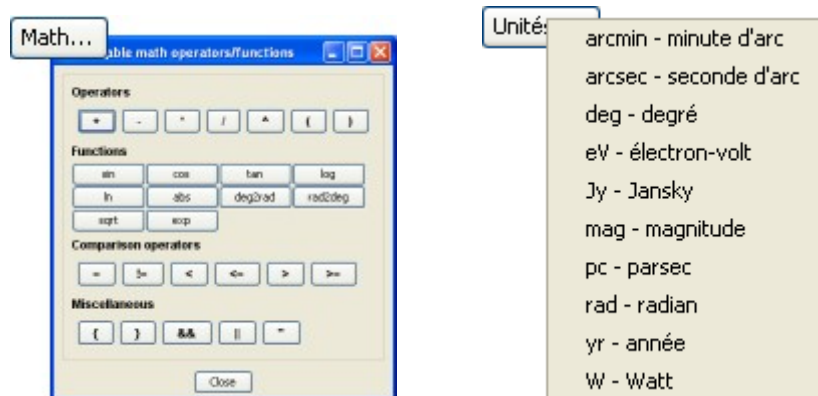 Math...
able math operators/functions
Operators
+ - * / ^ ( )
Functions
sin cos tan log
ln abs deg2rad rad2deg
sqrt exp
Comparison operators
= != < <= > >=
Miscellaneous
{ } && ||
Close
Unités
arcmin - minute d'arc
arcsec - seconde d'arc
deg - degré
eV - électron-volt
Jy - Jansky
mag - magnitude
pc - parsec
rad - radian
yr - année
W - Watt